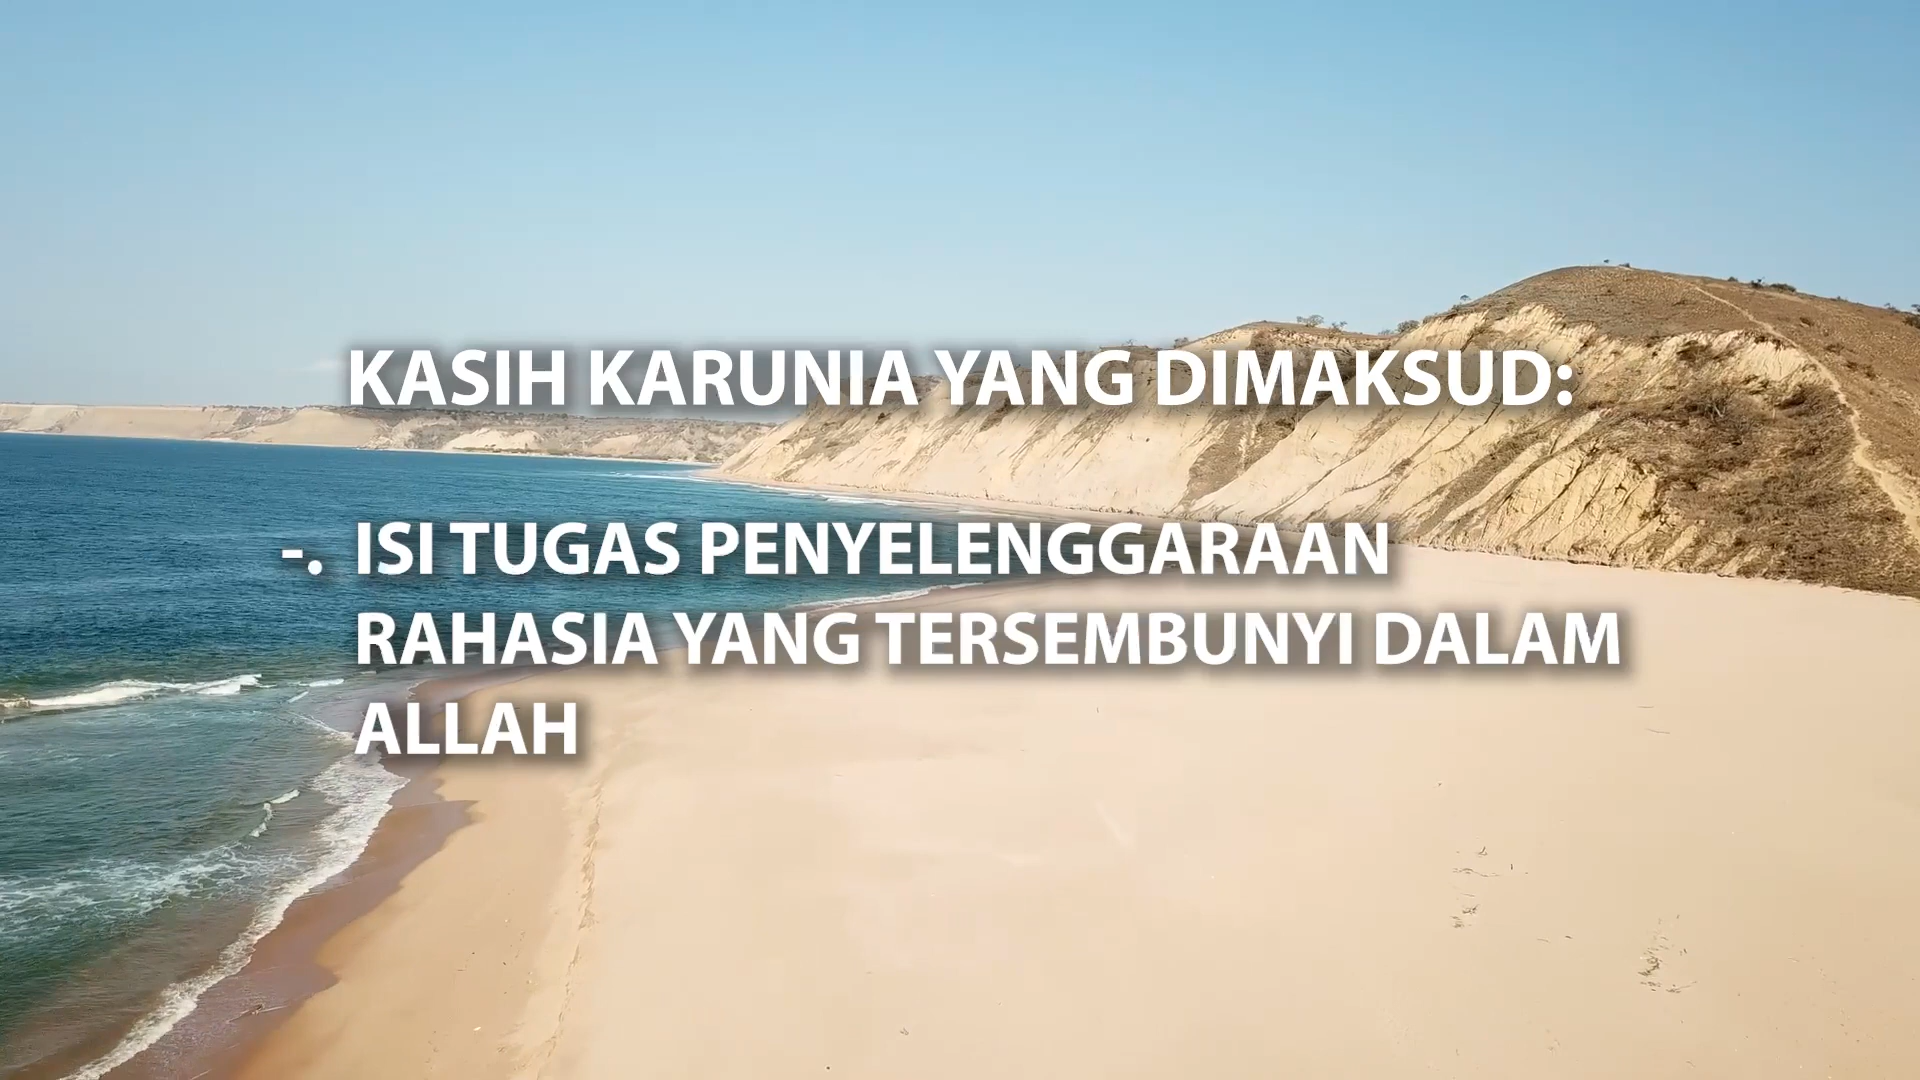 KASIH KARUNIA YANG DIMAKSUD:
-. ISI TUGAS PENYELENGGARAAN
RAHASIA YANG TERSEMBUNYI DALAM
ALLAH